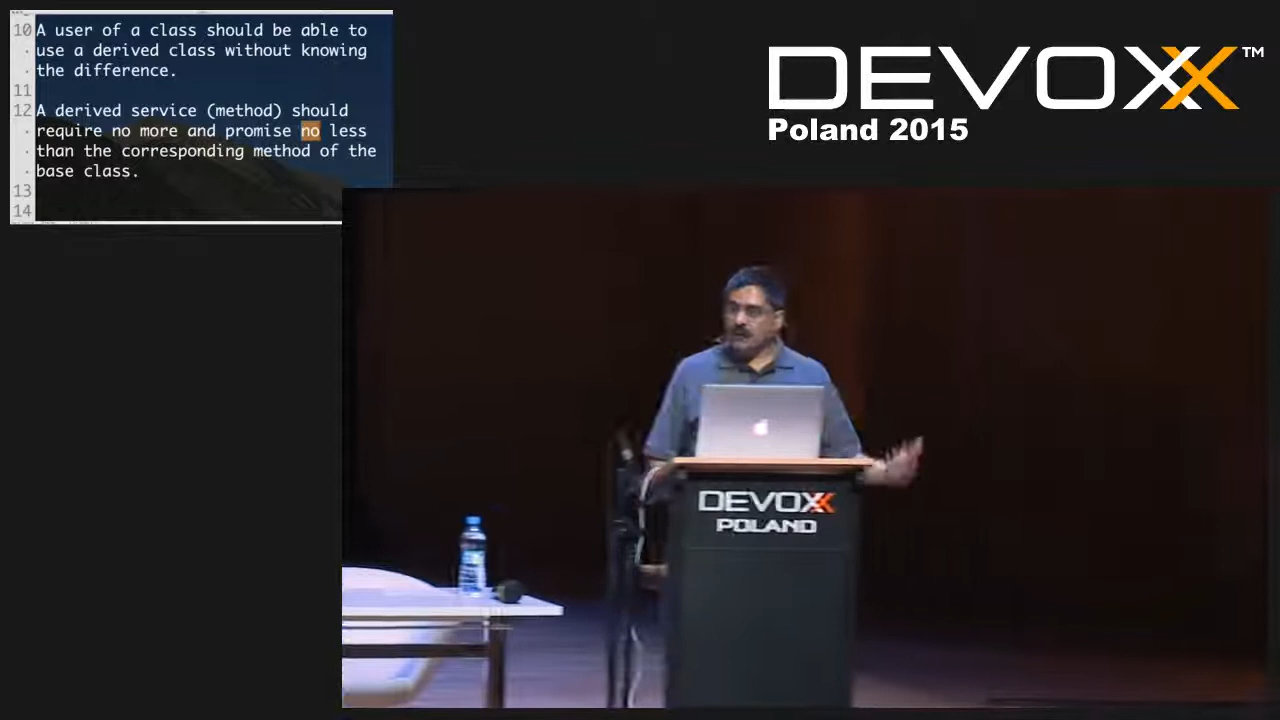 10 A user of a class should be able to
use a derived class without knowing
the difference.
11
12 A derived service (method) should
require no more and promise no less
than the corresponding method of the
base class.
13
14
DEVOXX™
Poland 2015
DEVOXX
POLAND